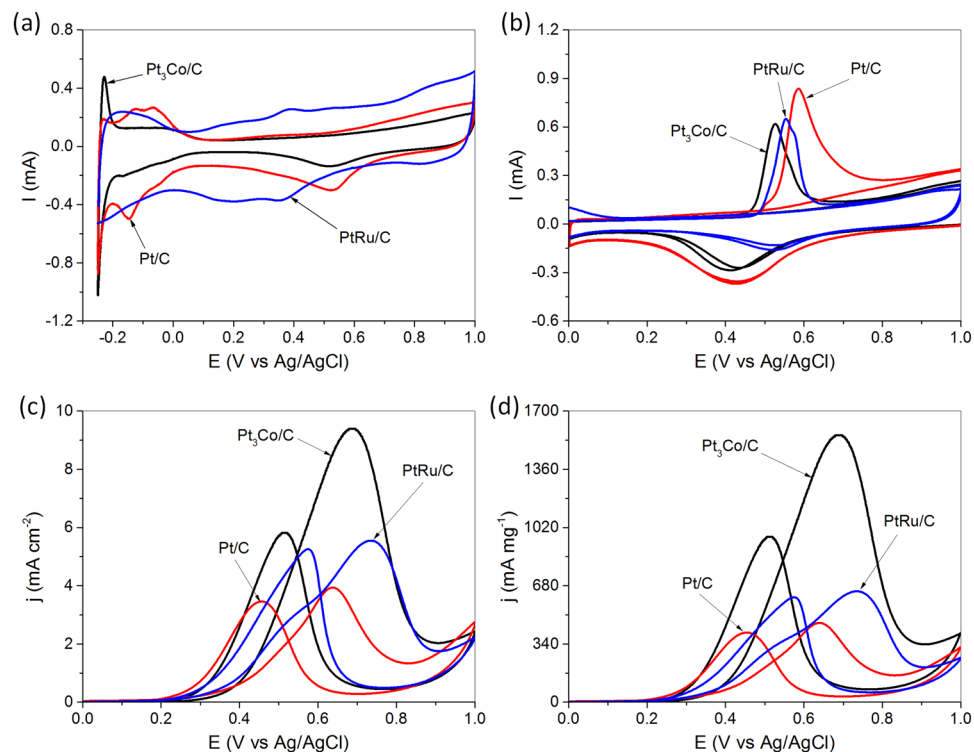 (a)
0.8
0.4
0.0
-0.4
-0.8
-1.2
I (mA)
Pt₃Co/C
Pt/C
PtRu/C
-0.2 0.0 0.2 0.4 0.6 0.8 1.0
E (V vs Ag/AgCl)
(b)
1.2
0.9
0.6
0.3
0.0
-0.3
-0.6
I (mA)
PtRu/C
Pt/C
Pt₃Co/C
0.0 0.2 0.4 0.6 0.8 1.0
E (V vs Ag/AgCl)
(c)
10
8
6
4
2
0
j (mA cm⁻²)
Pt₃Co/C
PtRu/C
Pt/C
0.0 0.2 0.4 0.6 0.8 1.0
E (V vs Ag/AgCl)
(d)
1700
1360
1020
680
340
0
j (mA mg⁻¹)
Pt₃Co/C
PtRu/C
Pt/C
0.0 0.2 0.4 0.6 0.8 1.0
E (V vs Ag/AgCl)